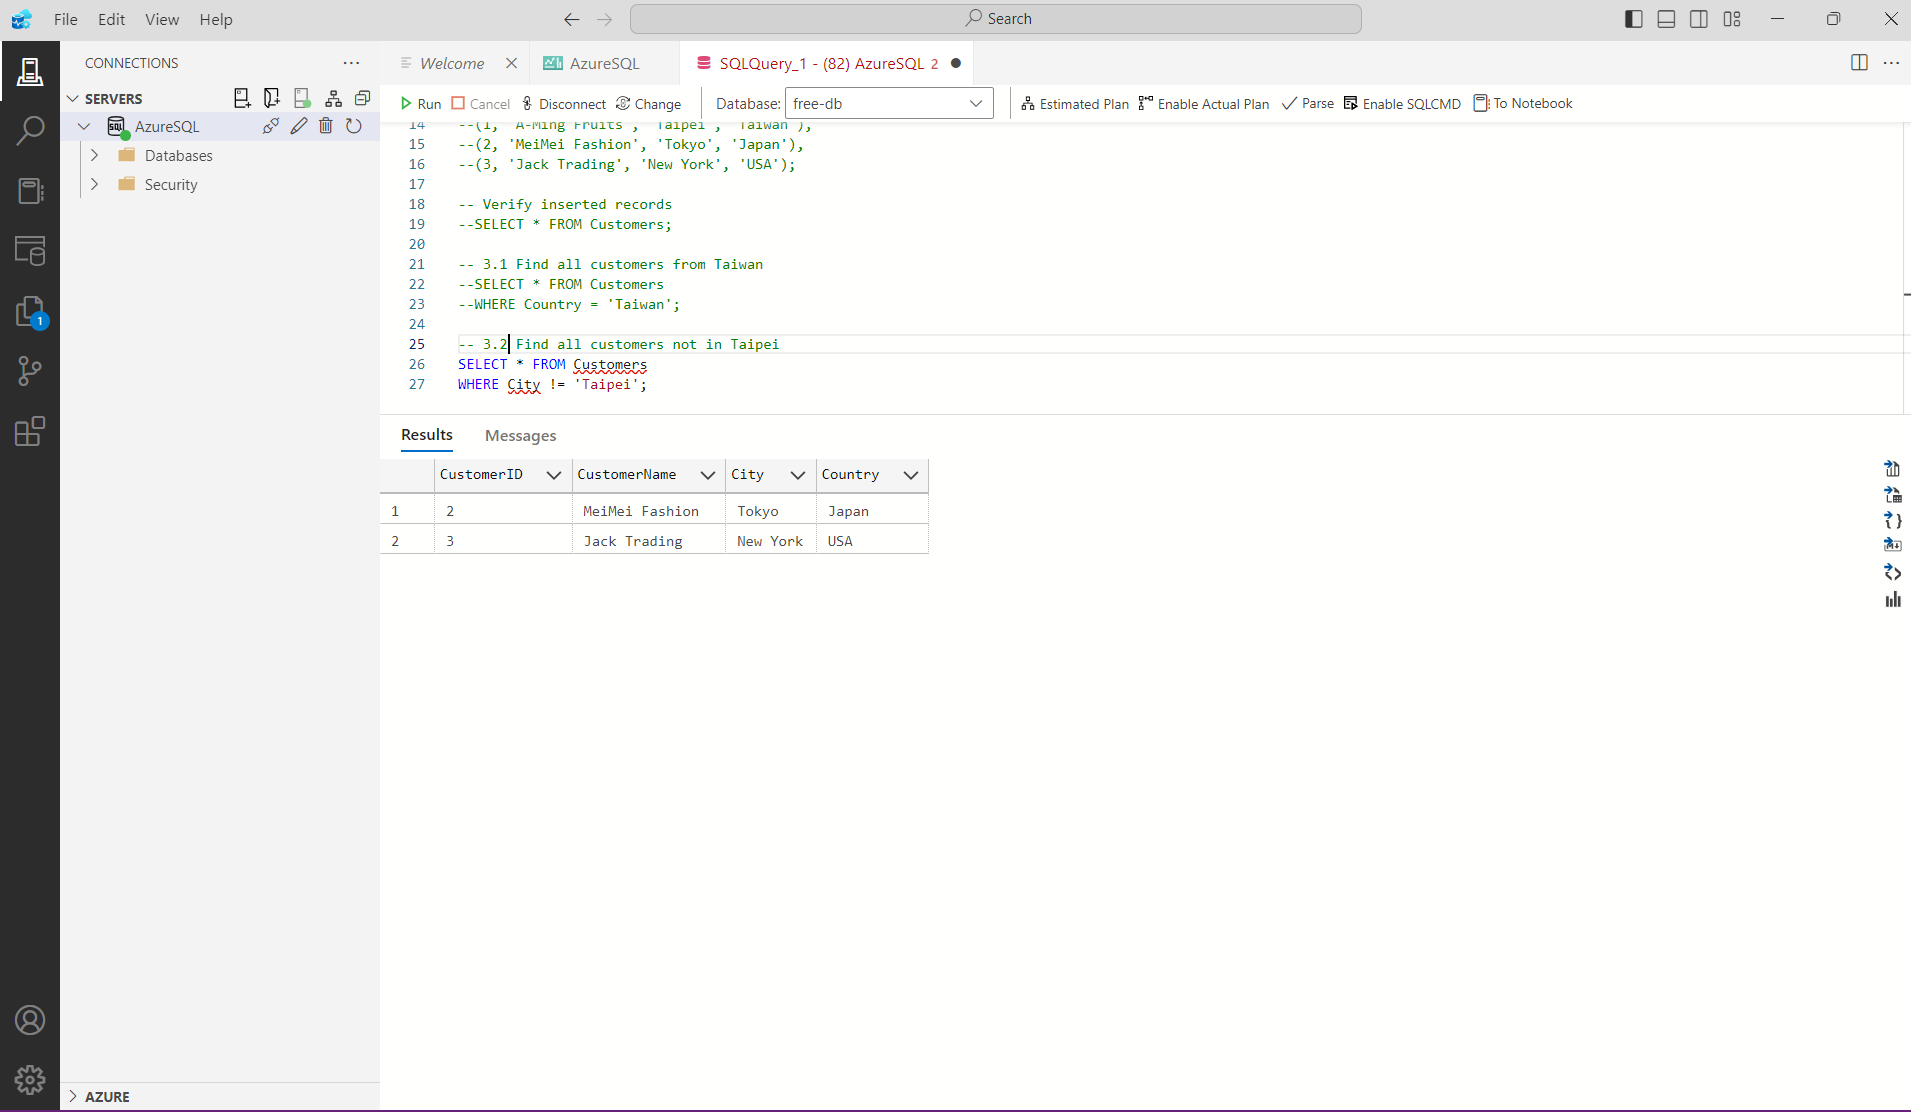 File Edit View Help
Search
CONNECTIONS
SERVERS
AzureSQL
Databases
Security
AZURE
1
Welcome
AzureSQL
SQLQuery_1 - (82) AzureSQL 2
Run Cancel Disconnect Change Database: free-db Estimated Plan Enable Actual Plan Parse Enable SQLCMD To Notebook
14 --(1, 'A-Ming Fruits', 'Taipei', 'Taiwan'),
15 --(2, 'MeiMei Fashion', 'Tokyo', 'Japan'),
16 --(3, 'Jack Trading', 'New York', 'USA');
17
18 -- Verify inserted records
19 --SELECT * FROM Customers;
20
21 -- 3.1 Find all customers from Taiwan
22 --SELECT * FROM Customers
23 --WHERE Country = 'Taiwan';
24
25 -- 3.2 Find all customers not in Taipei
26 SELECT * FROM Customers
27 WHERE City != 'Taipei';
Results Messages
CustomerID CustomerName City Country
1 2 MeiMei Fashion Tokyo Japan
2 3 Jack Trading New York USA